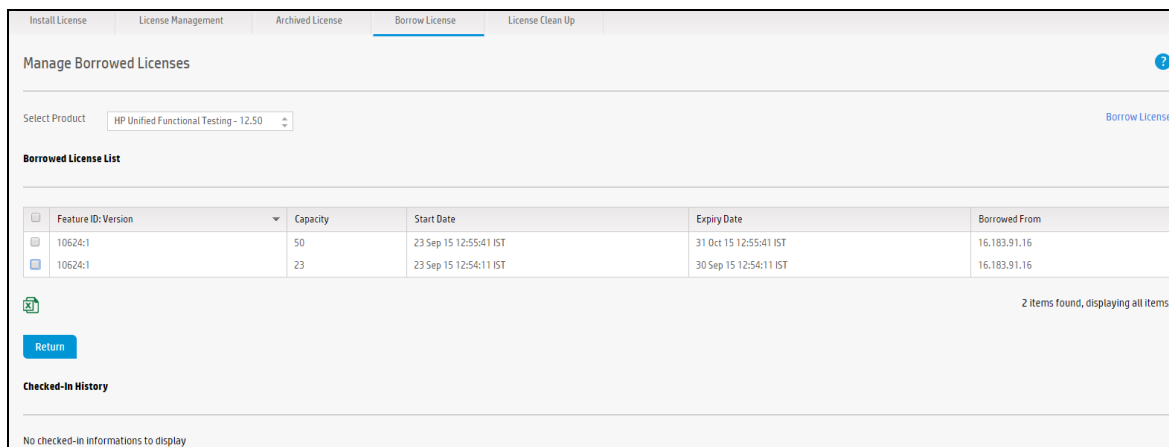 Install License License Management Archived License Borrow License License Clean Up
Manage Borrowed Licenses ?
Select Product HP Unified Functional Testing - 12.50 Borrow License
Borrowed License List
Feature ID: Version Capacity Start Date Expiry Date Borrowed From
10624:1 50 23 Sep 15 12:55:41 IST 31 Oct 15 12:55:41 IST 16.183.91.16
10624:1 23 23 Sep 15 12:54:11 IST 30 Sep 15 12:54:11 IST 16.183.91.16
2 items found, displaying all items
Return
Checked-In History
No checked-in informations to display